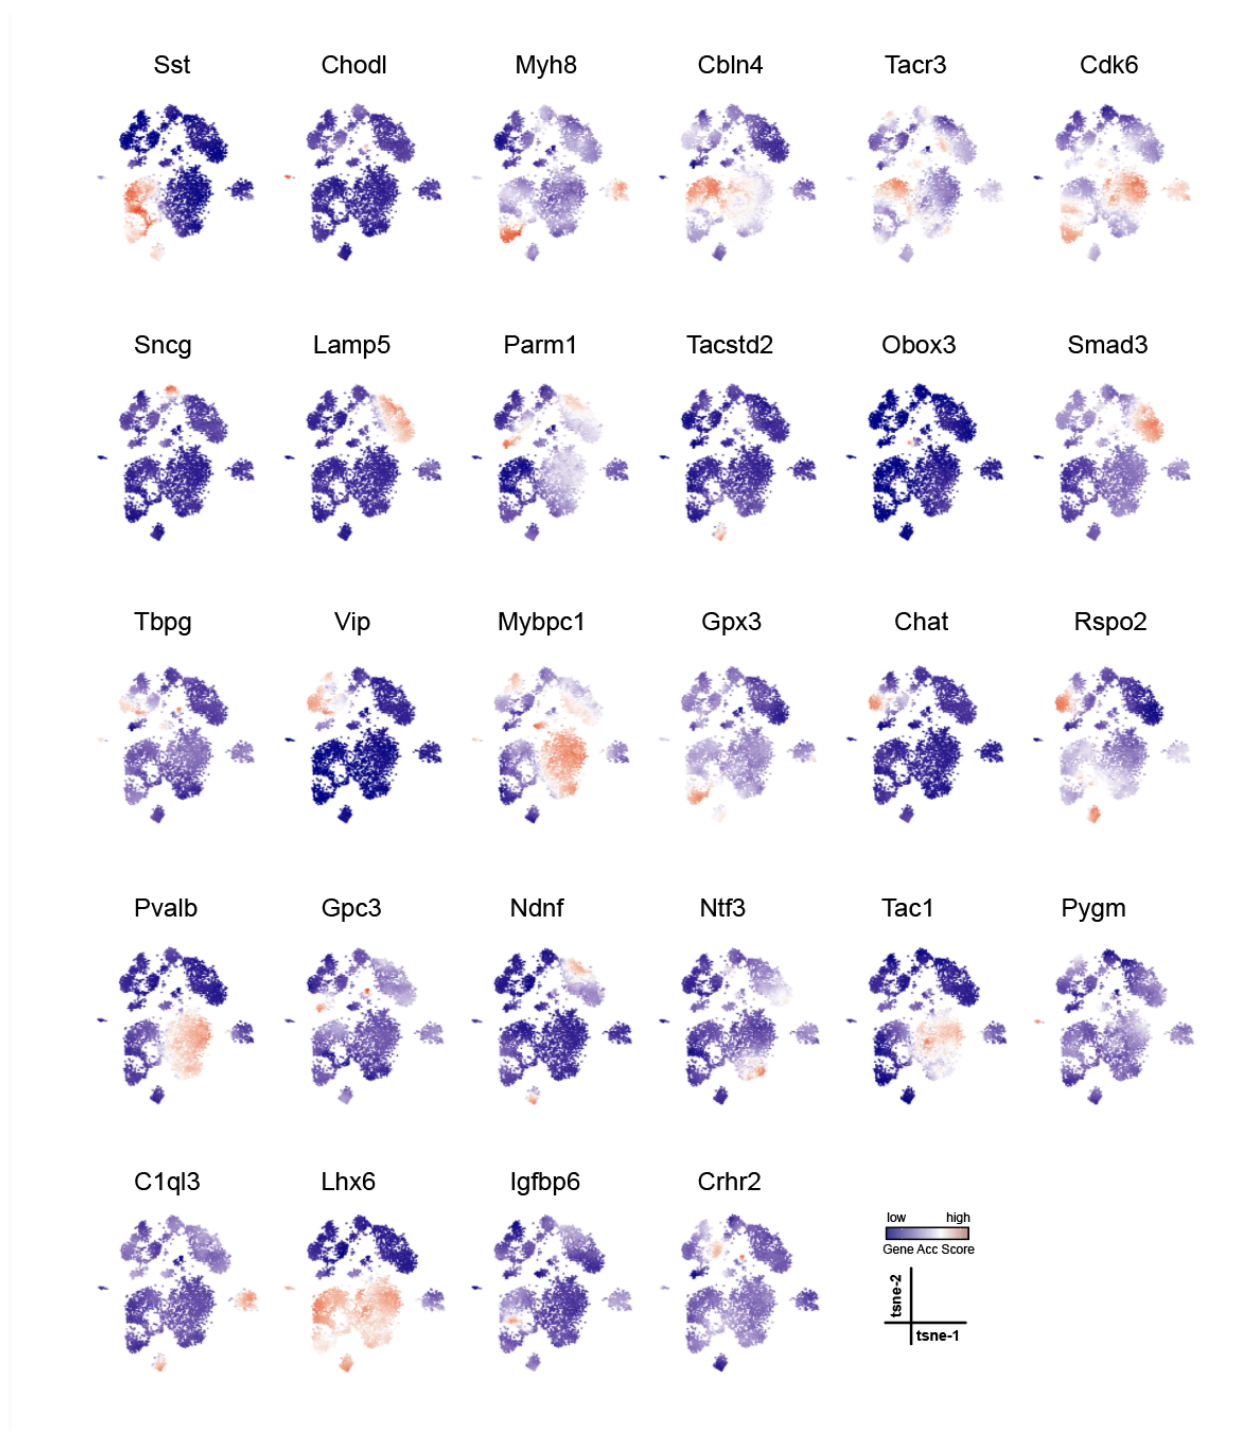 Sst Chodl Myh8 Cbln4 Tacr3 Cdk6
Sncg Lamp5 Parm1 Tacstd2 Obox3 Smad3
Tbpg Vip Mybpc1 Gpx3 Chat Rspo2
Pvalb Gpc3 Ndnf Ntf3 Tac1 Pygm
C1ql3 Lhx6 Igfbp6 Crhr2
low high
Gene Acc Score
tsne-2
tsne-1